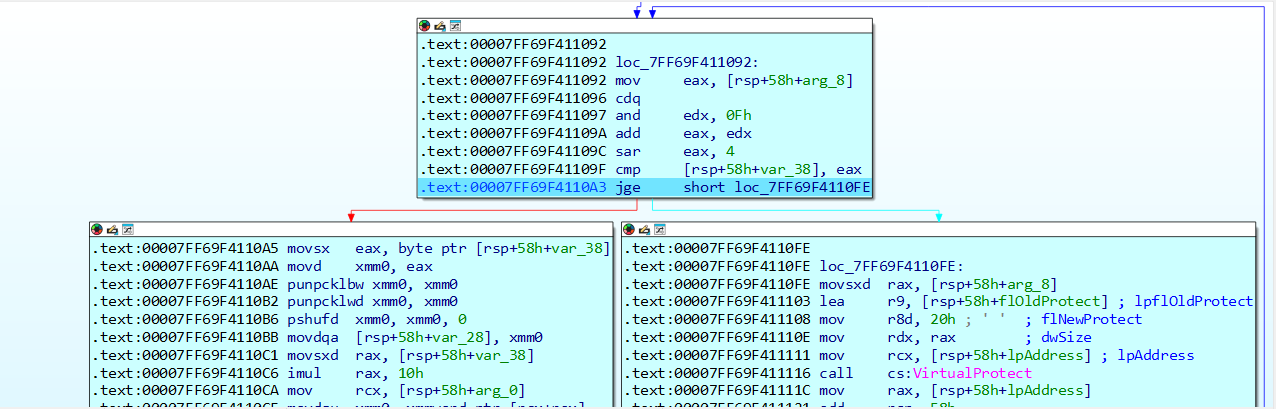 .text:00007FF69F411092
.text:00007FF69F411092 loc_7FF69F411092:
.text:00007FF69F411092 mov     eax, [rsp+58h+arg_8]
.text:00007FF69F411096 cdq
.text:00007FF69F411097 and     edx, 0Fh
.text:00007FF69F41109A add     eax, edx
.text:00007FF69F41109C sar     eax, 4
.text:00007FF69F41109F cmp     [rsp+58h+var_38], eax
.text:00007FF69F4110A3 jge     short loc_7FF69F4110FE
.text:00007FF69F4110A5 movsx   eax, byte ptr [rsp+58h+var_38]
.text:00007FF69F4110AA movd    xmm0, eax
.text:00007FF69F4110AE punpcklbw xmm0, xmm0
.text:00007FF69F4110B2 punpcklwd xmm0, xmm0
.text:00007FF69F4110B6 pshufd  xmm0, xmm0, 0
.text:00007FF69F4110BB movdqa  [rsp+58h+var_28], xmm0
.text:00007FF69F4110C1 movsxd  rax, [rsp+58h+var_38]
.text:00007FF69F4110C6 imul    rax, 10h
.text:00007FF69F4110CA mov     rcx, [rsp+58h+arg_0]
.text:00007FF69F4110FE
.text:00007FF69F4110FE loc_7FF69F4110FE:
.text:00007FF69F4110FE movsxd  rax, [rsp+58h+arg_8]
.text:00007FF69F411103 lea     r9, [rsp+58h+flOldProtect] ; lpflOldProtect
.text:00007FF69F411108 mov     r8d, 20h ; ' '  ; flNewProtect
.text:00007FF69F41110E mov     rdx, rax        ; dwSize
.text:00007FF69F411111 mov     rcx, [rsp+58h+lpAddress] ; lpAddress
.text:00007FF69F411116 call    cs:VirtualProtect
.text:00007FF69F41111C mov     rax, [rsp+58h+lpAddress]